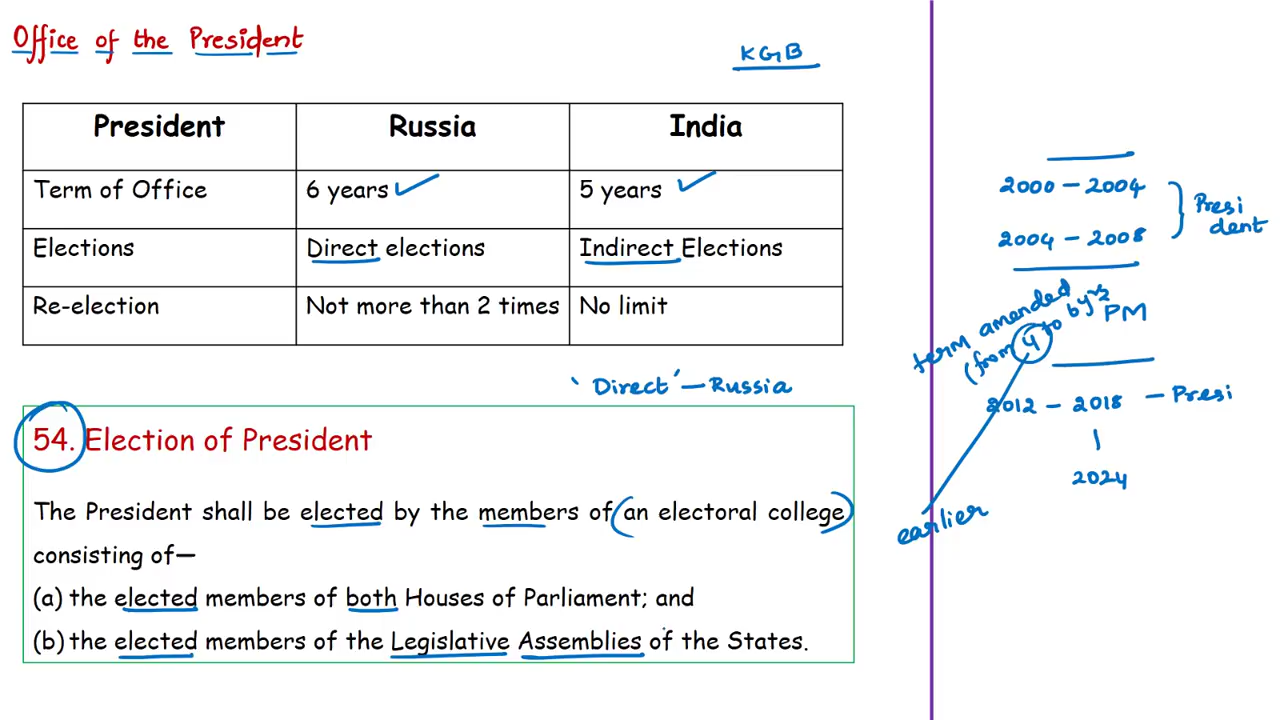 Office of the President
KGB
President Russia India
Term of Office 6 years 5 years
Elections Direct elections Indirect Elections
Re-election Not more than 2 times No limit
'Direct' - Russia
54. Election of President
The President shall be elected by the members of (an electoral college)
consisting of—
(a) the elected members of both Houses of Parliament; and
(b) the elected members of the Legislative Assemblies of the States.
2000 - 2004
2004 - 2008
Presi
dent
PM
term amended
(from 4 to 6 yrs
2012 - 2018 - Presi
2024
earlier